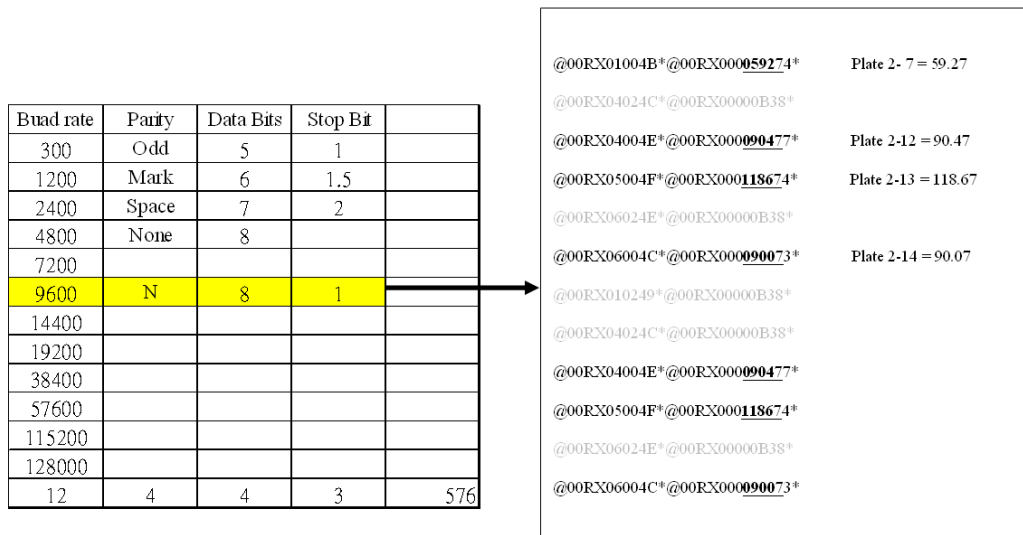 Buad rate Parity Data Bits Stop Bit
300 Odd 5 1
1200 Mark 6 1.5
2400 Space 7 2
4800 None 8
7200
9600 N 8 1
14400
19200
38400
57600
115200
128000
12 4 4 3 576
@00RX01004B*@00RX000059274* Plate 2- 7 = 59.27
@00RX04024C*@00RX00000B38*
@00RX04004E*@00RX000090477* Plate 2-12 = 90.47
@00RX05004F*@00RX000118674* Plate 2-13 = 118.67
@00RX06024E*@00RX00000B38*
@00RX06004C*@00RX000090073* Plate 2-14 = 90.07
@00RX010249*@00RX00000B38*
@00RX04024C*@00RX00000B38*
@00RX04004E*@00RX000090477*
@00RX05004F*@00RX000118674*
@00RX06024E*@00RX00000B38*
@00RX06004C*@00RX000090073*